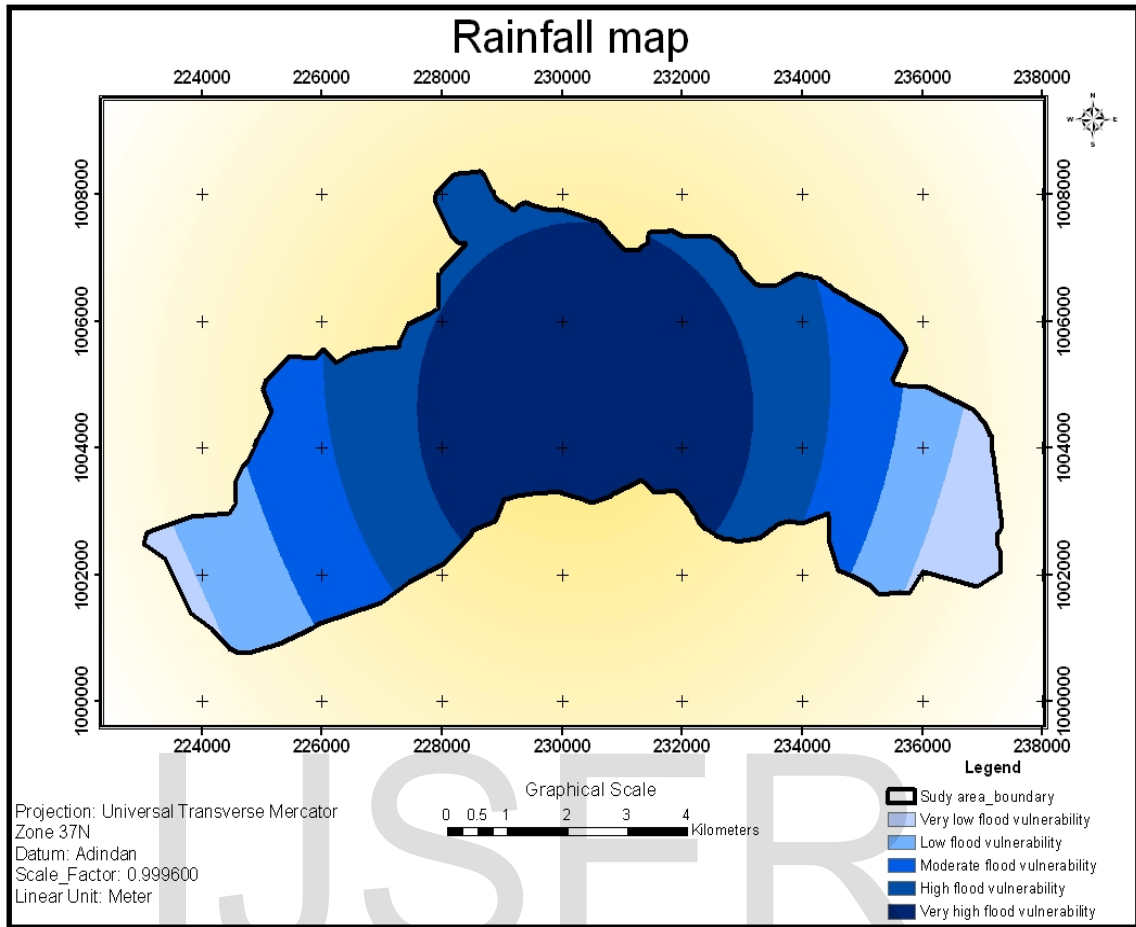 Rainfall map
224000 226000 228000 230000 232000 234000 236000 238000
N
W E
S
1008000 1008000
1006000 1006000
1004000 1004000
1002000 1002000
1000000 1000000
224000 226000 228000 230000 232000 234000 236000 238000
Legend
Sudy area_boundary
Very low flood vulnerability
Low flood vulnerability
Moderate flood vulnerability
High flood vulnerability
Very high flood vulnerability
Graphical Scale
0 0.5 1 2 3 4
Kilometers
Projection: Universal Transverse Mercator
Zone 37N
Datum: Adindan
Scale_Factor: 0.999600
Linear Unit: Meter
IJSER